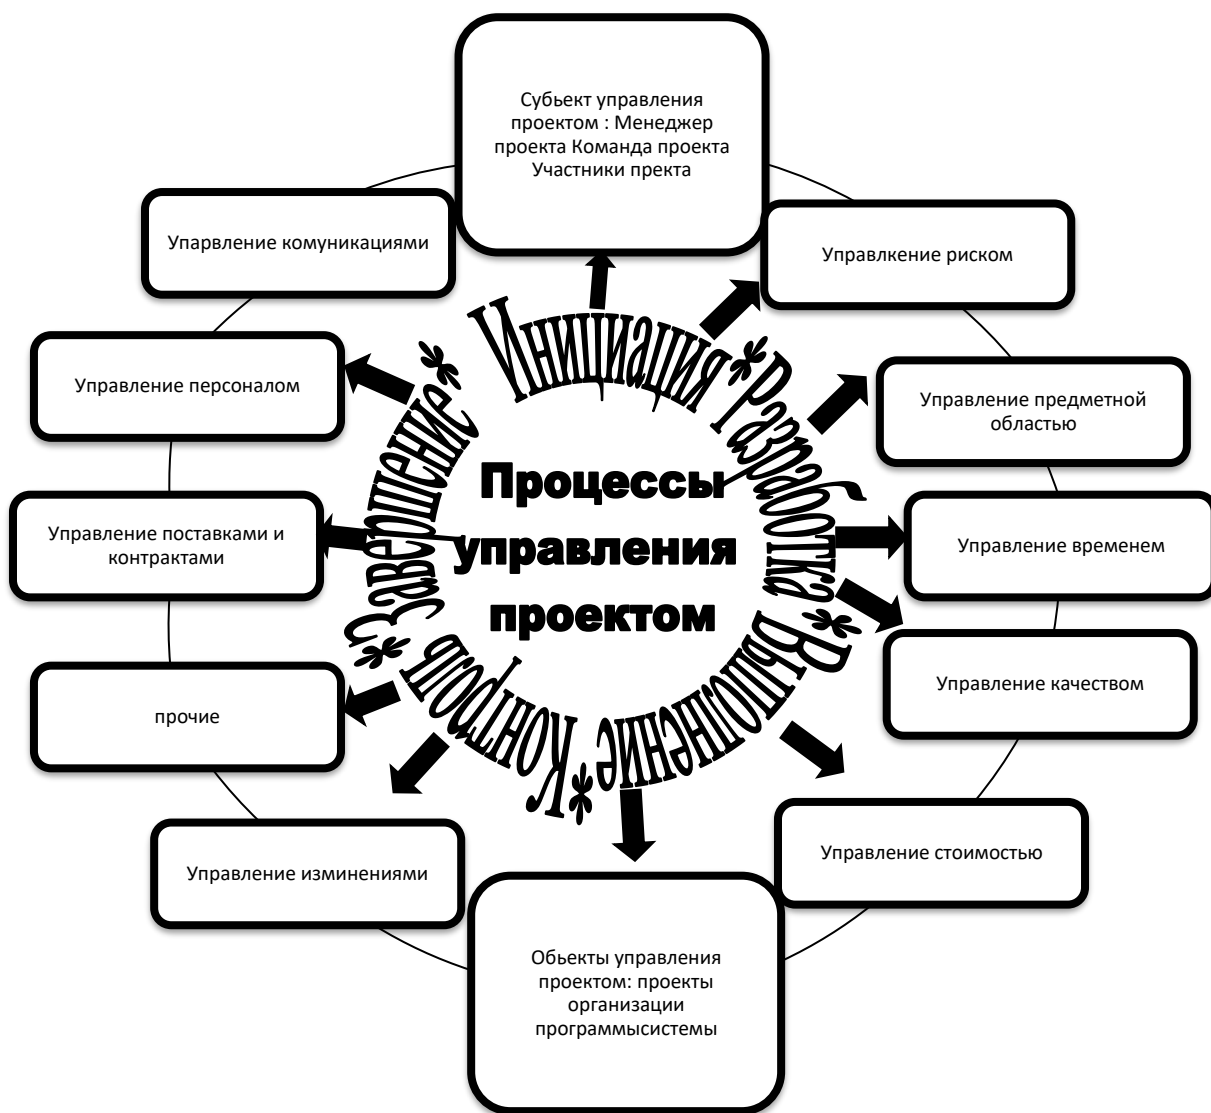 Субьект управления
проектом : Менеджер
проекта Команда проекта
Участники пректа
Упарвление комуникациями
Управлкение риском
Управление персоналом
Управление предметной
областью
Управление поставками и
контрактами
Управление временем
прочие
Управление качеством
Управление изминениями
Управление стоимостью
Обьекты управления
проектом: проекты
организации
программысистемы
Инициация * Разработка * Выполнение * Контроль * Завершение *
Процессы
управления
проектом